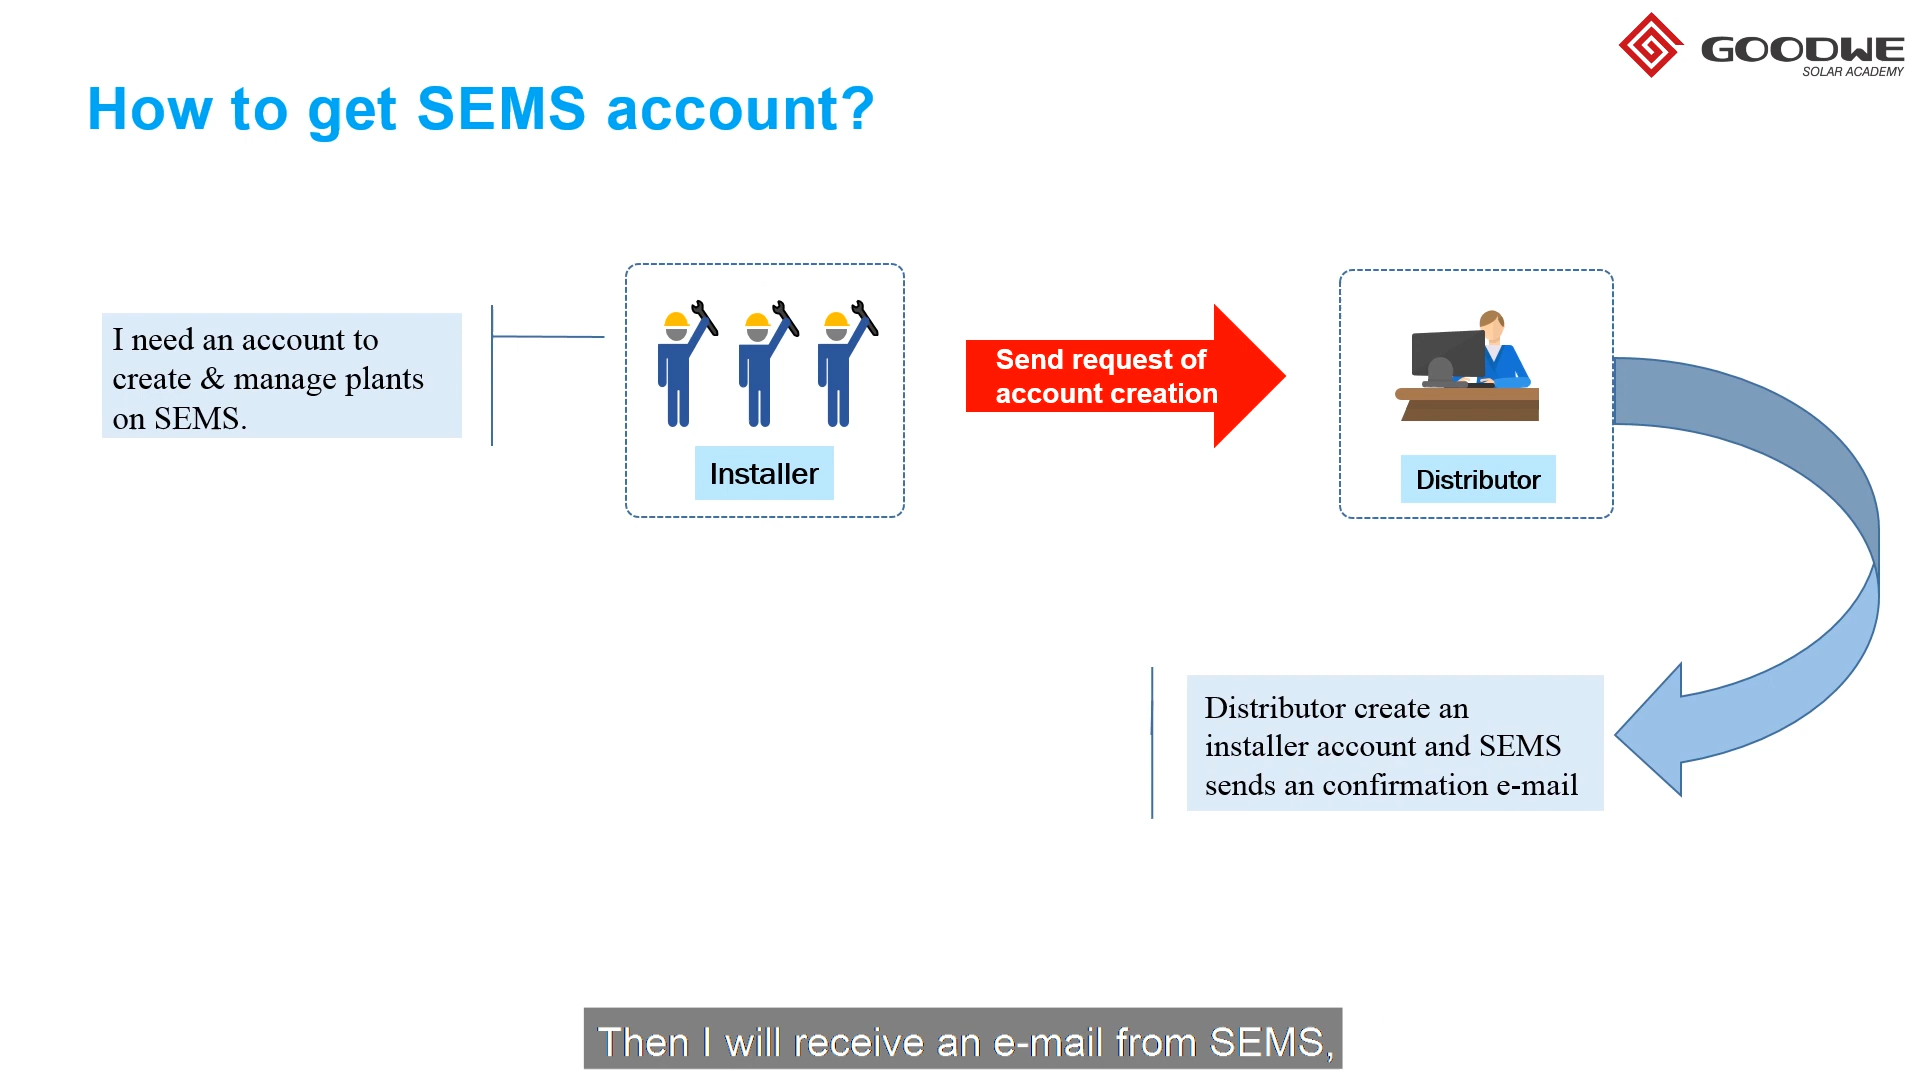 GOODWE
SOLAR ACADEMY
How to get SEMS account?
I need an account to
create & manage plants
on SEMS.
Installer
Send request of
account creation
Distributor
Distributor create an
installer account and SEMS
sends an confirmation e-mail
Then I will receive an e-mail from SEMS,